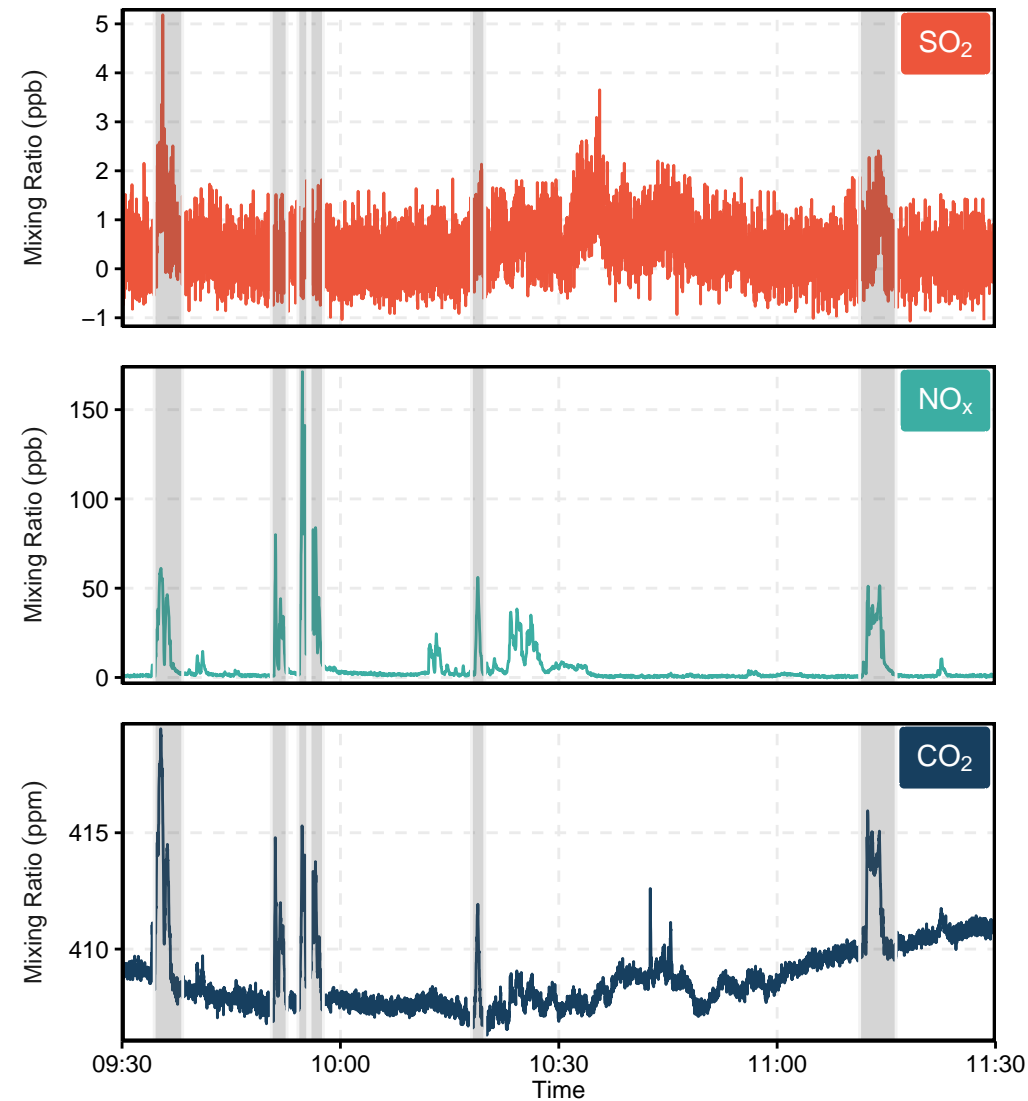 SO₂
Mixing Ratio (ppb)
5
4
3
2
1
0
−1
NOₓ
Mixing Ratio (ppb)
150
100
50
0
CO₂
Mixing Ratio (ppm)
415
410
09:30 10:00 10:30 11:00 11:30
Time